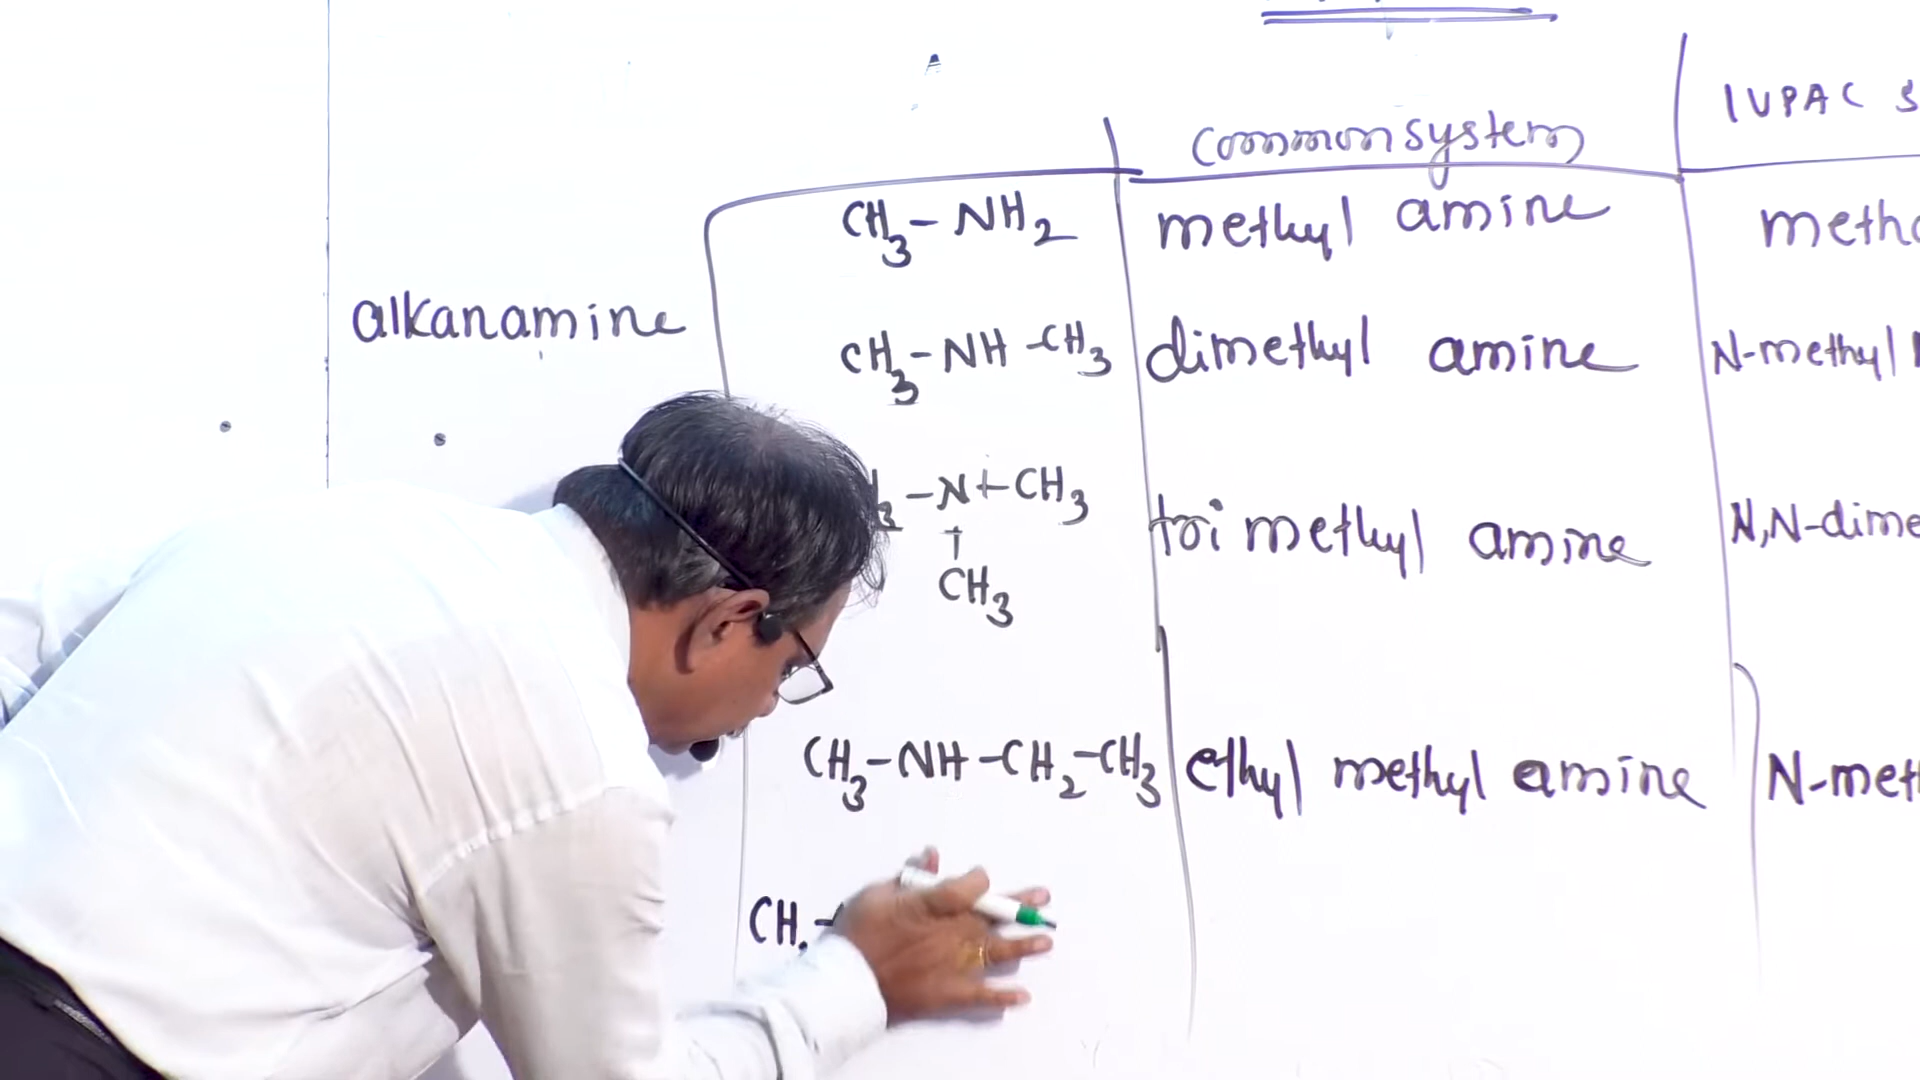 common system
IUPAC S
CH3-NH2 methyl amine
alkanamine
CH3-NH-CH3 dimethyl amine N-methyl
-N-CH3 tri methyl amine N,N-dime
CH3
CH3-NH-CH2-CH3 ethyl methyl amine N-met
CH